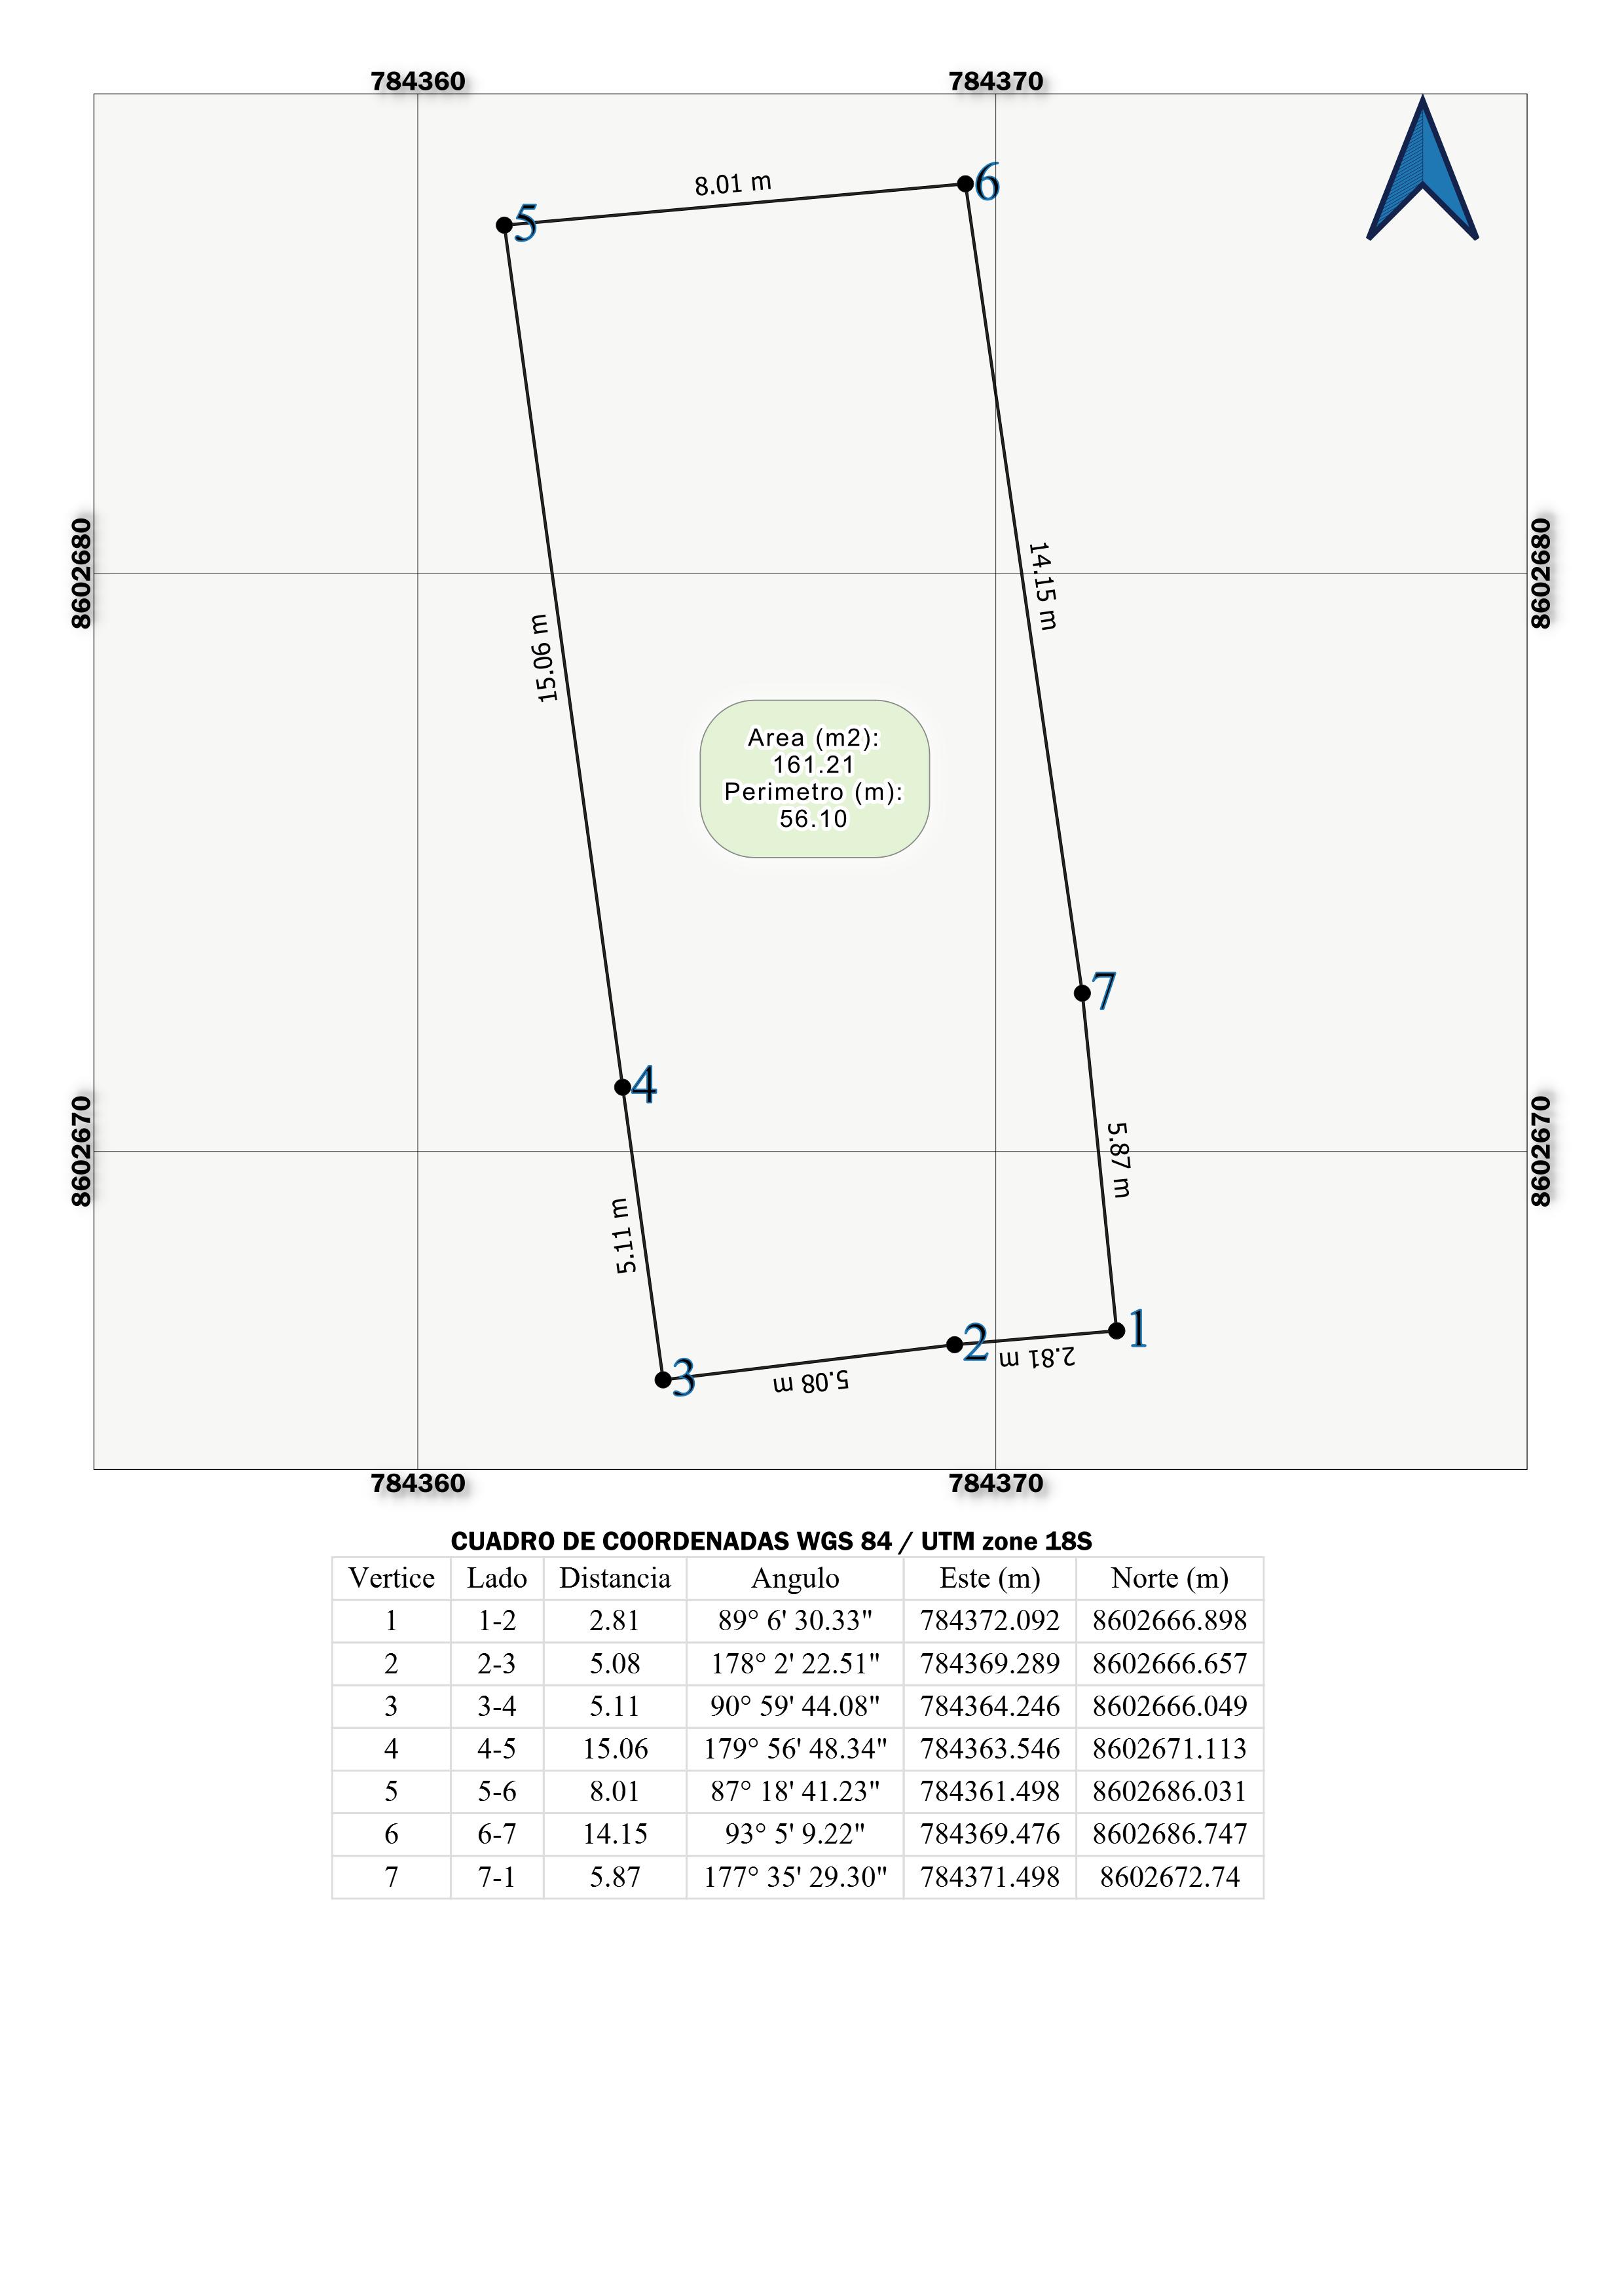 784360 784370
6
8.01 m
5
8602680 8602680
14.15 m
15.06 m
Area (m2):
161.21
Perimetro (m):
56.10
7
4
8602670 8602670
5.87 m
5.11 m
1
2
2.81 m
3
5.08 m
784360 784370
CUADRO DE COORDENADAS WGS 84 / UTM zone 18S
Vertice Lado Distancia Angulo Este (m) Norte (m)
1 1-2 2.81 89° 6' 30.33" 784372.092 8602666.898
2 2-3 5.08 178° 2' 22.51" 784369.289 8602666.657
3 3-4 5.11 90° 59' 44.08" 784364.246 8602666.049
4 4-5 15.06 179° 56' 48.34" 784363.546 8602671.113
5 5-6 8.01 87° 18' 41.23" 784361.498 8602686.031
6 6-7 14.15 93° 5' 9.22" 784369.476 8602686.747
7 7-1 5.87 177° 35' 29.30" 784371.498 8602672.74